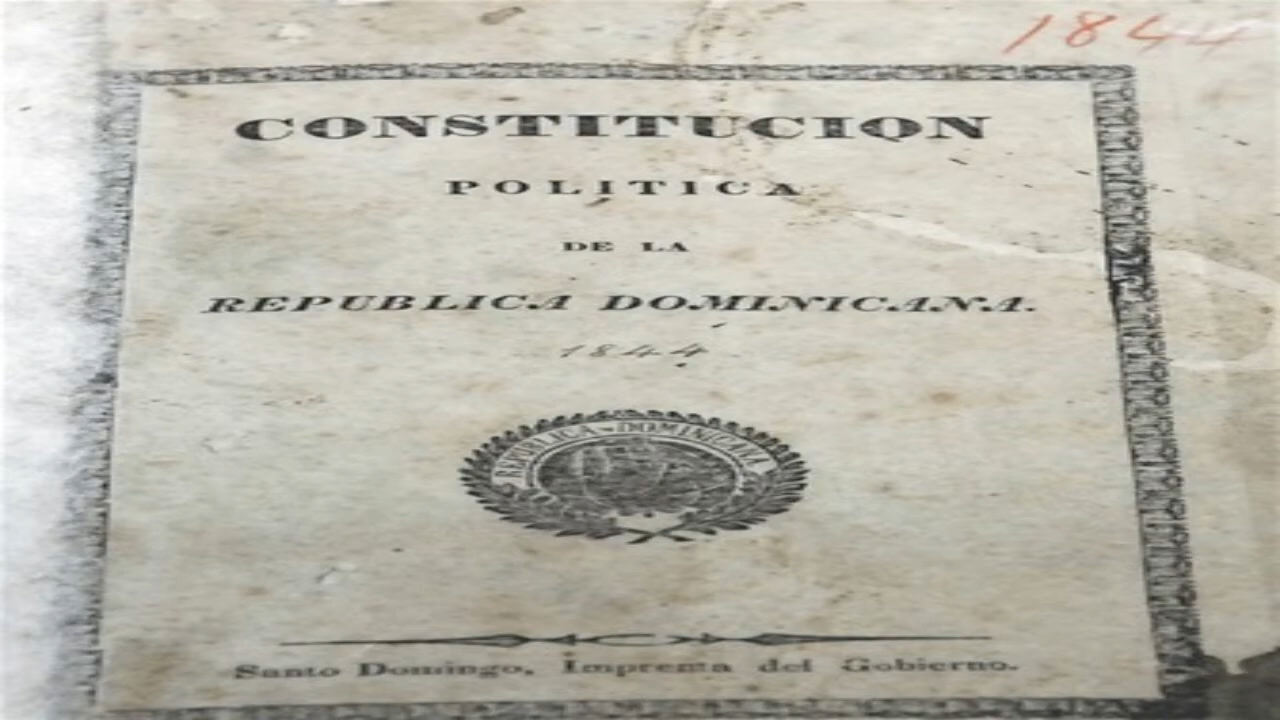 1844
CONSTITUCION
POLITICA
DE LA
REPUBLICA DOMINICANA.
1844
REPUBLICA DOMINICANA
Santo Domingo, Imprenta del Gobierno.